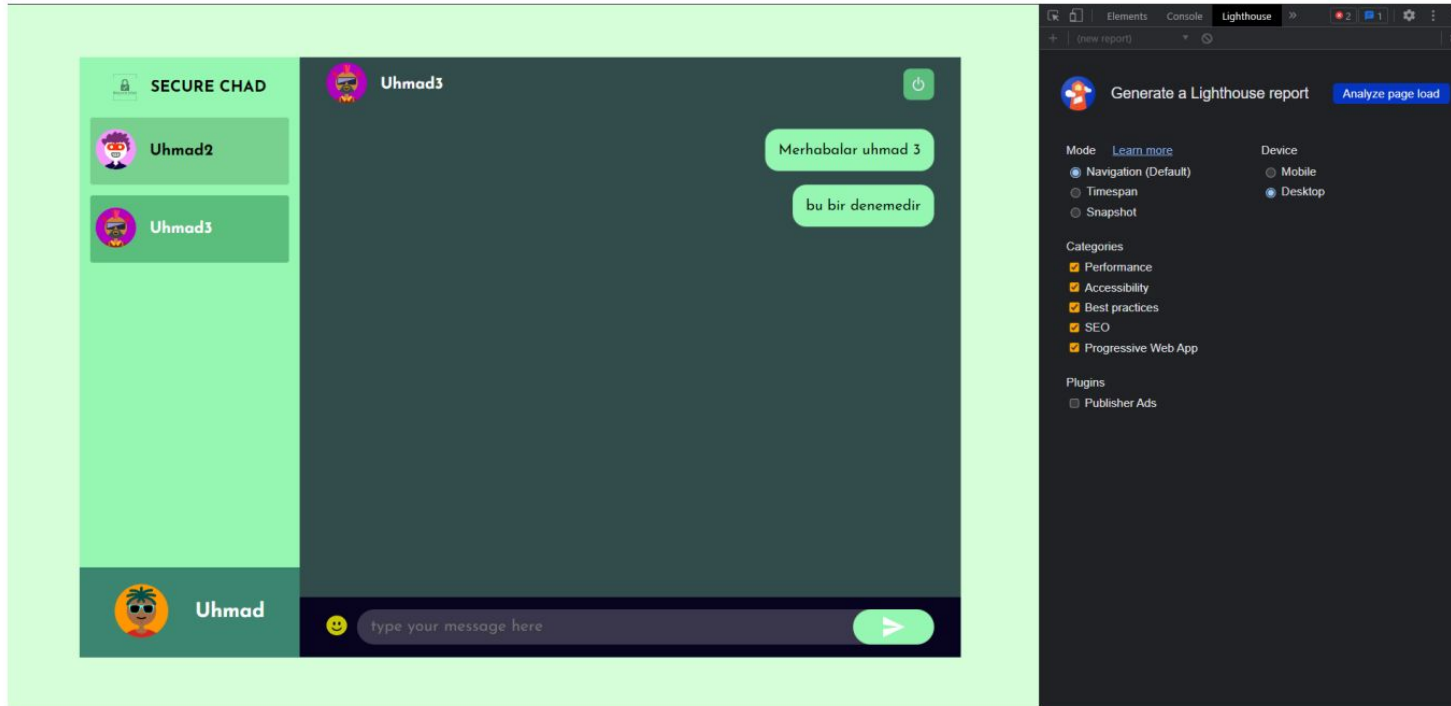 SECURE CHAD
Uhmad2
Uhmad3
Uhmad
Uhmad3
Merhabalar uhmad 3
bu bir denemedir
type your message here
Elements Console Lighthouse » 2 1
+ (new report)
Generate a Lighthouse report Analyze page load
Mode Learn more Device
Navigation (Default) Mobile
Timespan Desktop
Snapshot
Categories
Performance
Accessibility
Best practices
SEO
Progressive Web App
Plugins
Publisher Ads